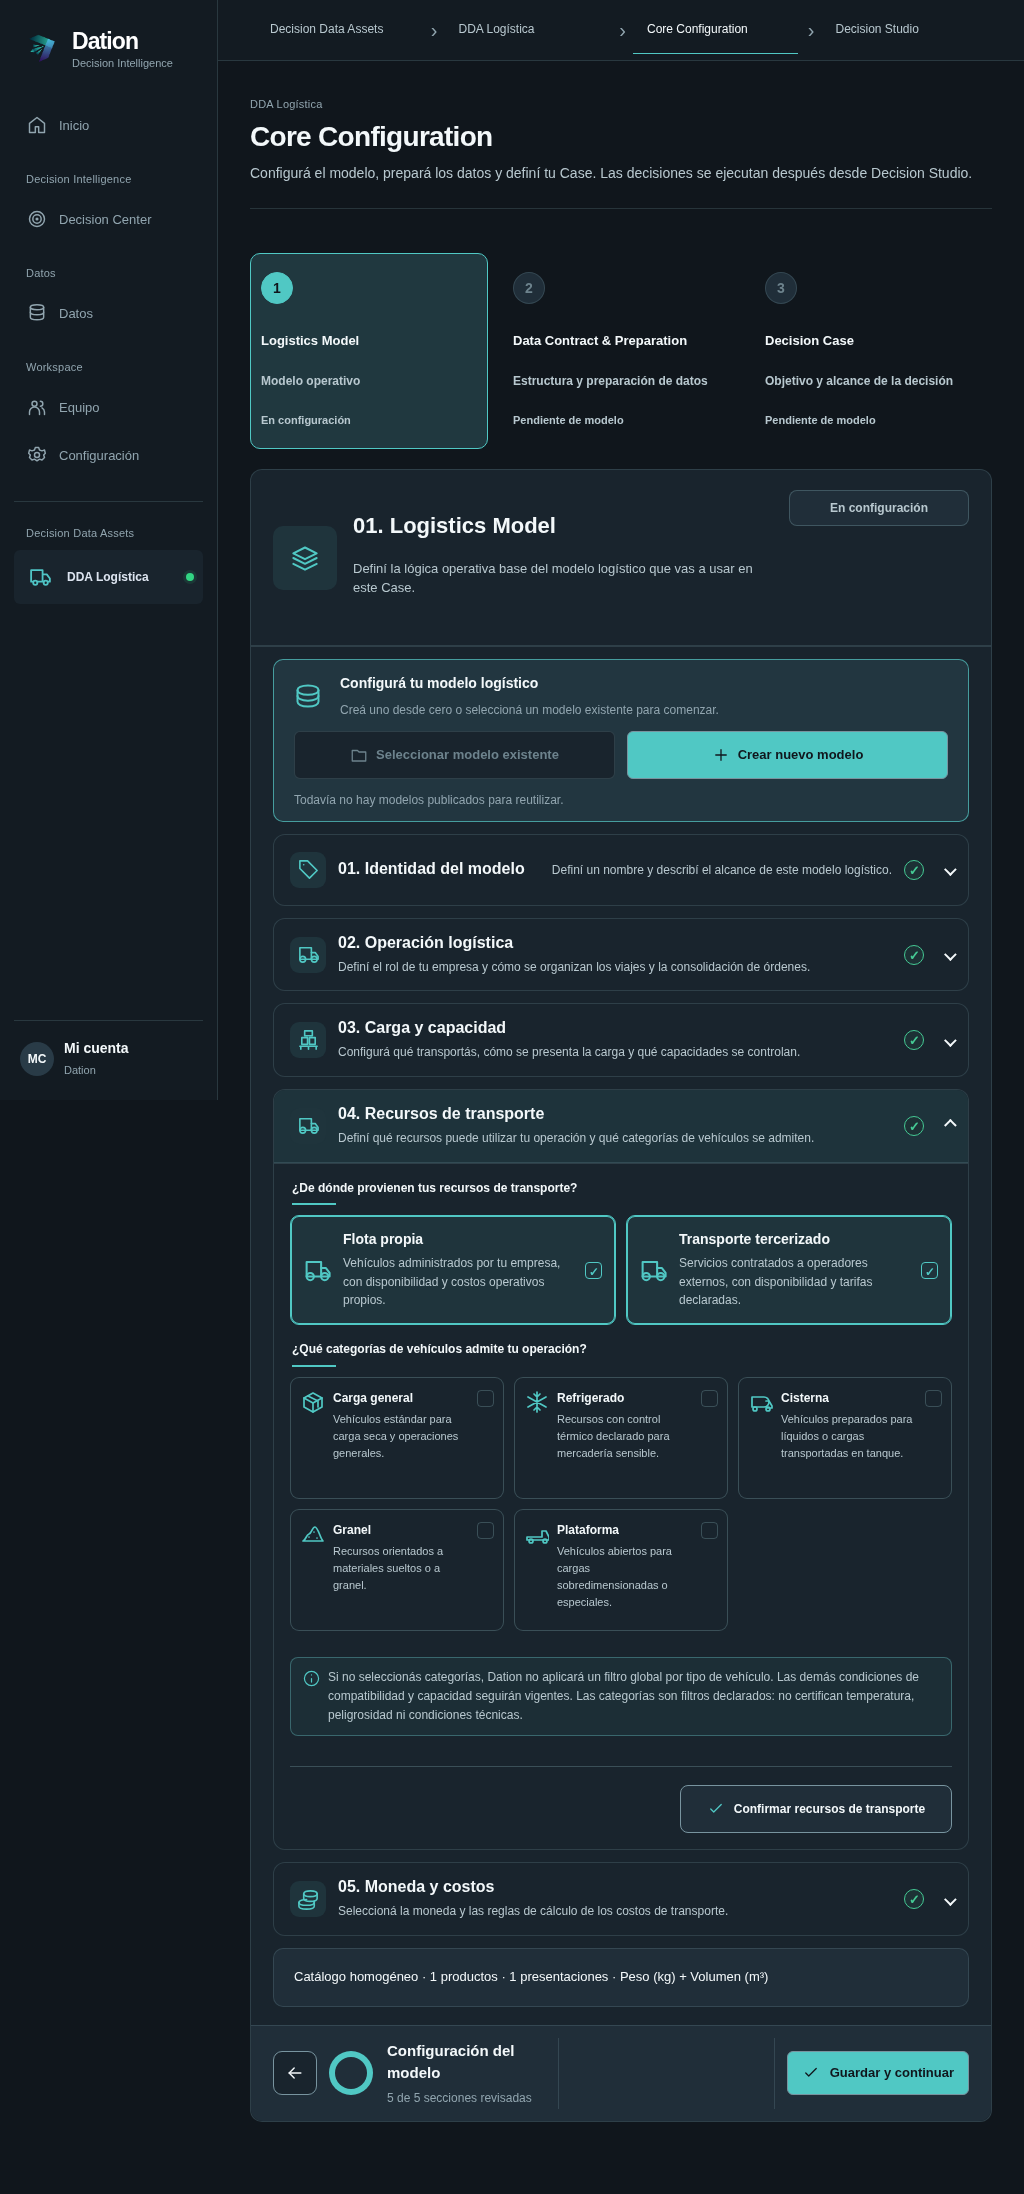 Dation
Decision Intelligence
Inicio
Decision Intelligence
Decision Center
Datos
Datos
Workspace
Equipo
Configuración
Decision Data Assets
DDA Logística
MC
Mi cuenta
Dation
Decision Data Assets
DDA Logística
Core Configuration
Decision Studio
DDA Logística
Core Configuration
Configurá el modelo, prepará los datos y definí tu Case. Las decisiones se ejecutan después desde Decision Studio.
1
Logistics Model
Modelo operativo
En configuración
2
Data Contract & Preparation
Estructura y preparación de datos
Pendiente de modelo
3
Decision Case
Objetivo y alcance de la decisión
Pendiente de modelo
01. Logistics Model
Definí la lógica operativa base del modelo logístico que vas a usar en
este Case.
En configuración
Configurá tu modelo logístico
Creá uno desde cero o seleccioná un modelo existente para comenzar.
Seleccionar modelo existente
Crear nuevo modelo
Todavía no hay modelos publicados para reutilizar.
01. Identidad del modelo
Definí un nombre y describí el alcance de este modelo logístico.
02. Operación logística
Definí el rol de tu empresa y cómo se organizan los viajes y la consolidación de órdenes.
03. Carga y capacidad
Configurá qué transportás, cómo se presenta la carga y qué capacidades se controlan.
04. Recursos de transporte
Definí qué recursos puede utilizar tu operación y qué categorías de vehículos se admiten.
¿De dónde provienen tus recursos de transporte?
Flota propia
Vehículos administrados por tu empresa,
con disponibilidad y costos operativos
propios.
Transporte tercerizado
Servicios contratados a operadores
externos, con disponibilidad y tarifas
declaradas.
¿Qué categorías de vehículos admite tu operación?
Carga general
Vehículos estándar para
carga seca y operaciones
generales.
Refrigerado
Recursos con control
térmico declarado para
mercadería sensible.
Cisterna
Vehículos preparados para
líquidos o cargas
transportadas en tanque.
Granel
Recursos orientados a
materiales sueltos o a
granel.
Plataforma
Vehículos abiertos para
cargas
sobredimensionadas o
especiales.
Si no seleccionás categorías, Dation no aplicará un filtro global por tipo de vehículo. Las demás condiciones de
compatibilidad y capacidad seguirán vigentes. Las categorías son filtros declarados: no certifican temperatura,
peligrosidad ni condiciones técnicas.
Confirmar recursos de transporte
05. Moneda y costos
Seleccioná la moneda y las reglas de cálculo de los costos de transporte.
Catálogo homogéneo · 1 productos · 1 presentaciones · Peso (kg) + Volumen (m³)
Configuración del
modelo
5 de 5 secciones revisadas
Guardar y continuar